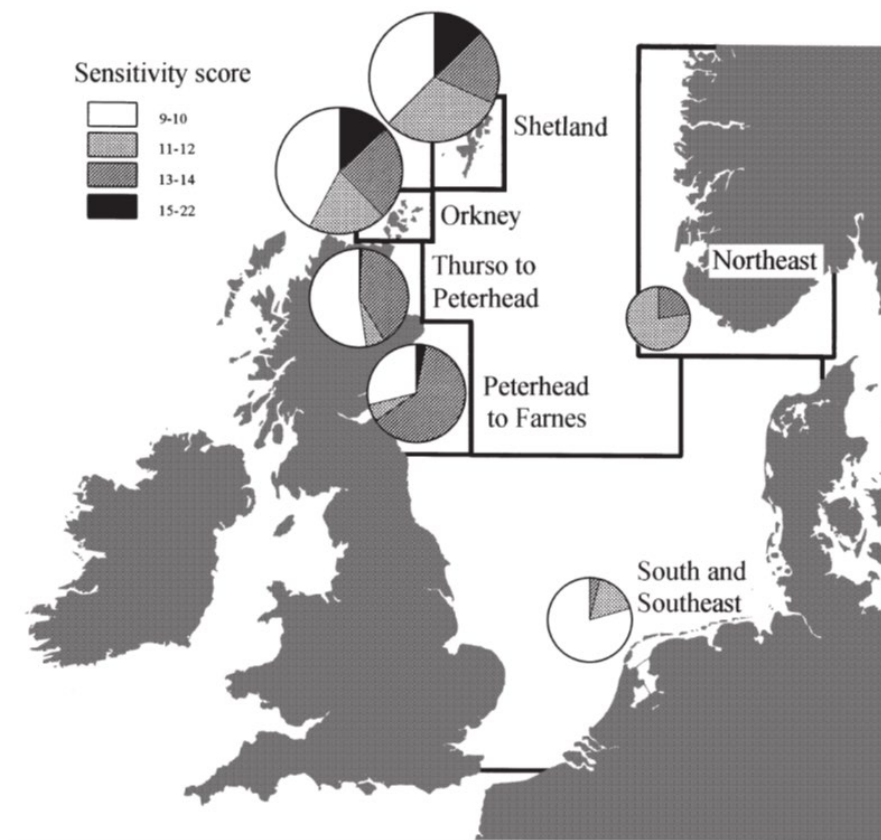 Sensitivity score
9-10
11-12
13-14
15-22
Shetland
Orkney
Thurso to
Peterhead
Northeast
Peterhead
to Farnes
South and
Southeast